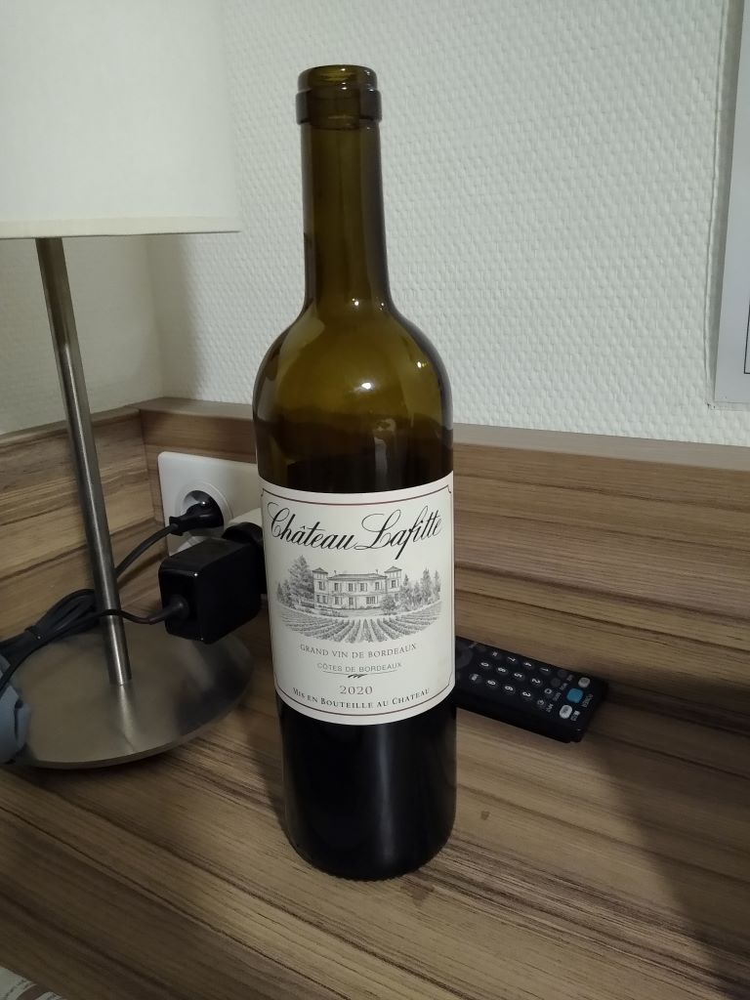 Château Lafitte
GRAND VIN DE BORDEAUX
CÔTES DE BORDEAUX
2020
MIS EN BOUTEILLE AU CHATEAU